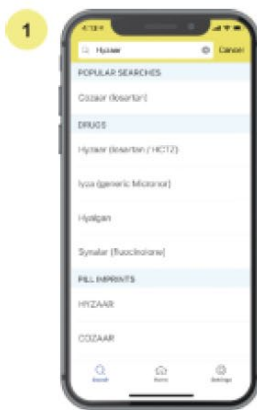 1
Hyzaar
Cancel
POPULAR SEARCHES
Cozaar (losartan)
DRUGS
Hyzaar (losartan / HCTZ)
lyza (generic Micronor)
Hyalgan
Synalar (fluocinolone)
PILL IMPRINTS
HYZAAR
COZAAR
Search
Home
Settings